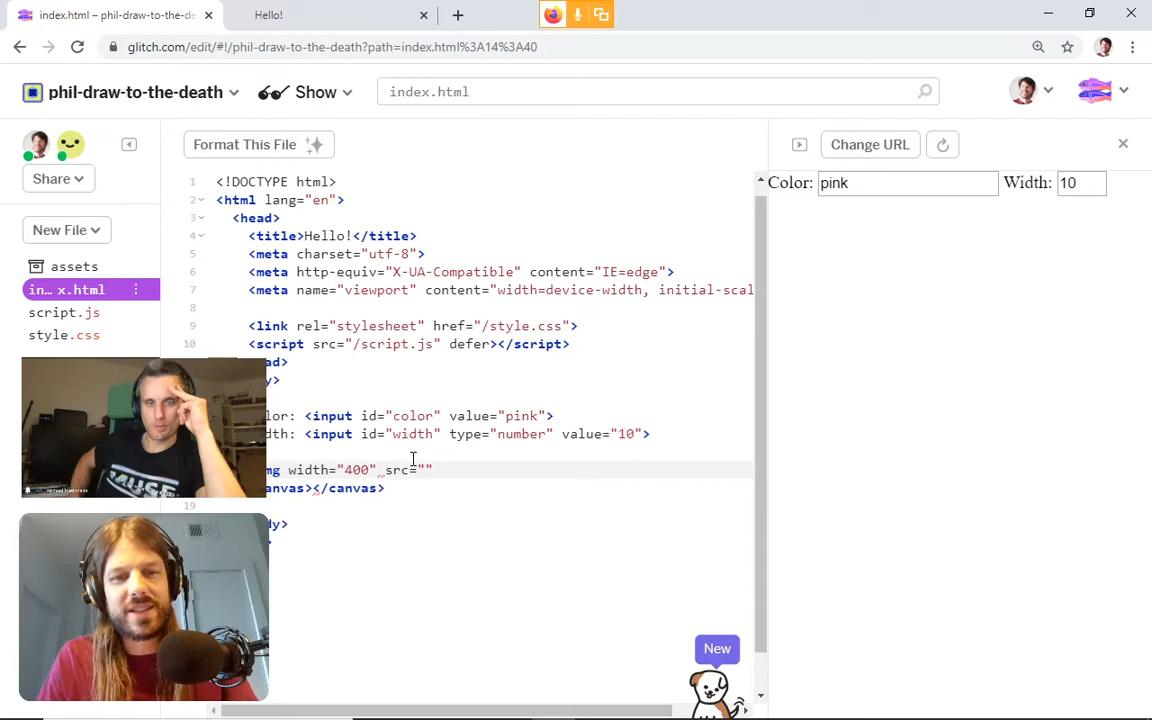 index.html – phil-draw-to-the-de
Hello!
glitch.com/edit/#!/phil-draw-to-the-death?path=index.html%3A14%3A40
phil-draw-to-the-death
Show
index.html
Format This File
Change URL
Share
New File
assets
in… x.html
script.js
style.css
Color: pink Width: 10
1 <!DOCTYPE html>
2 <html lang="en">
3 <head>
4 <title>Hello!</title>
5 <meta charset="utf-8">
6 <meta http-equiv="X-UA-Compatible" content="IE=edge">
7 <meta name="viewport" content="width=device-width, initial-scal
8
9 <link rel="stylesheet" href="/style.css">
10 <script src="/script.js" defer></script>
ead>
y>
lor: <input id="color" value="pink">
dth: <input id="width" type="number" value="10">
mg width="400" src=""
anvas></canvas>
19
dy>
>
MUSE
New